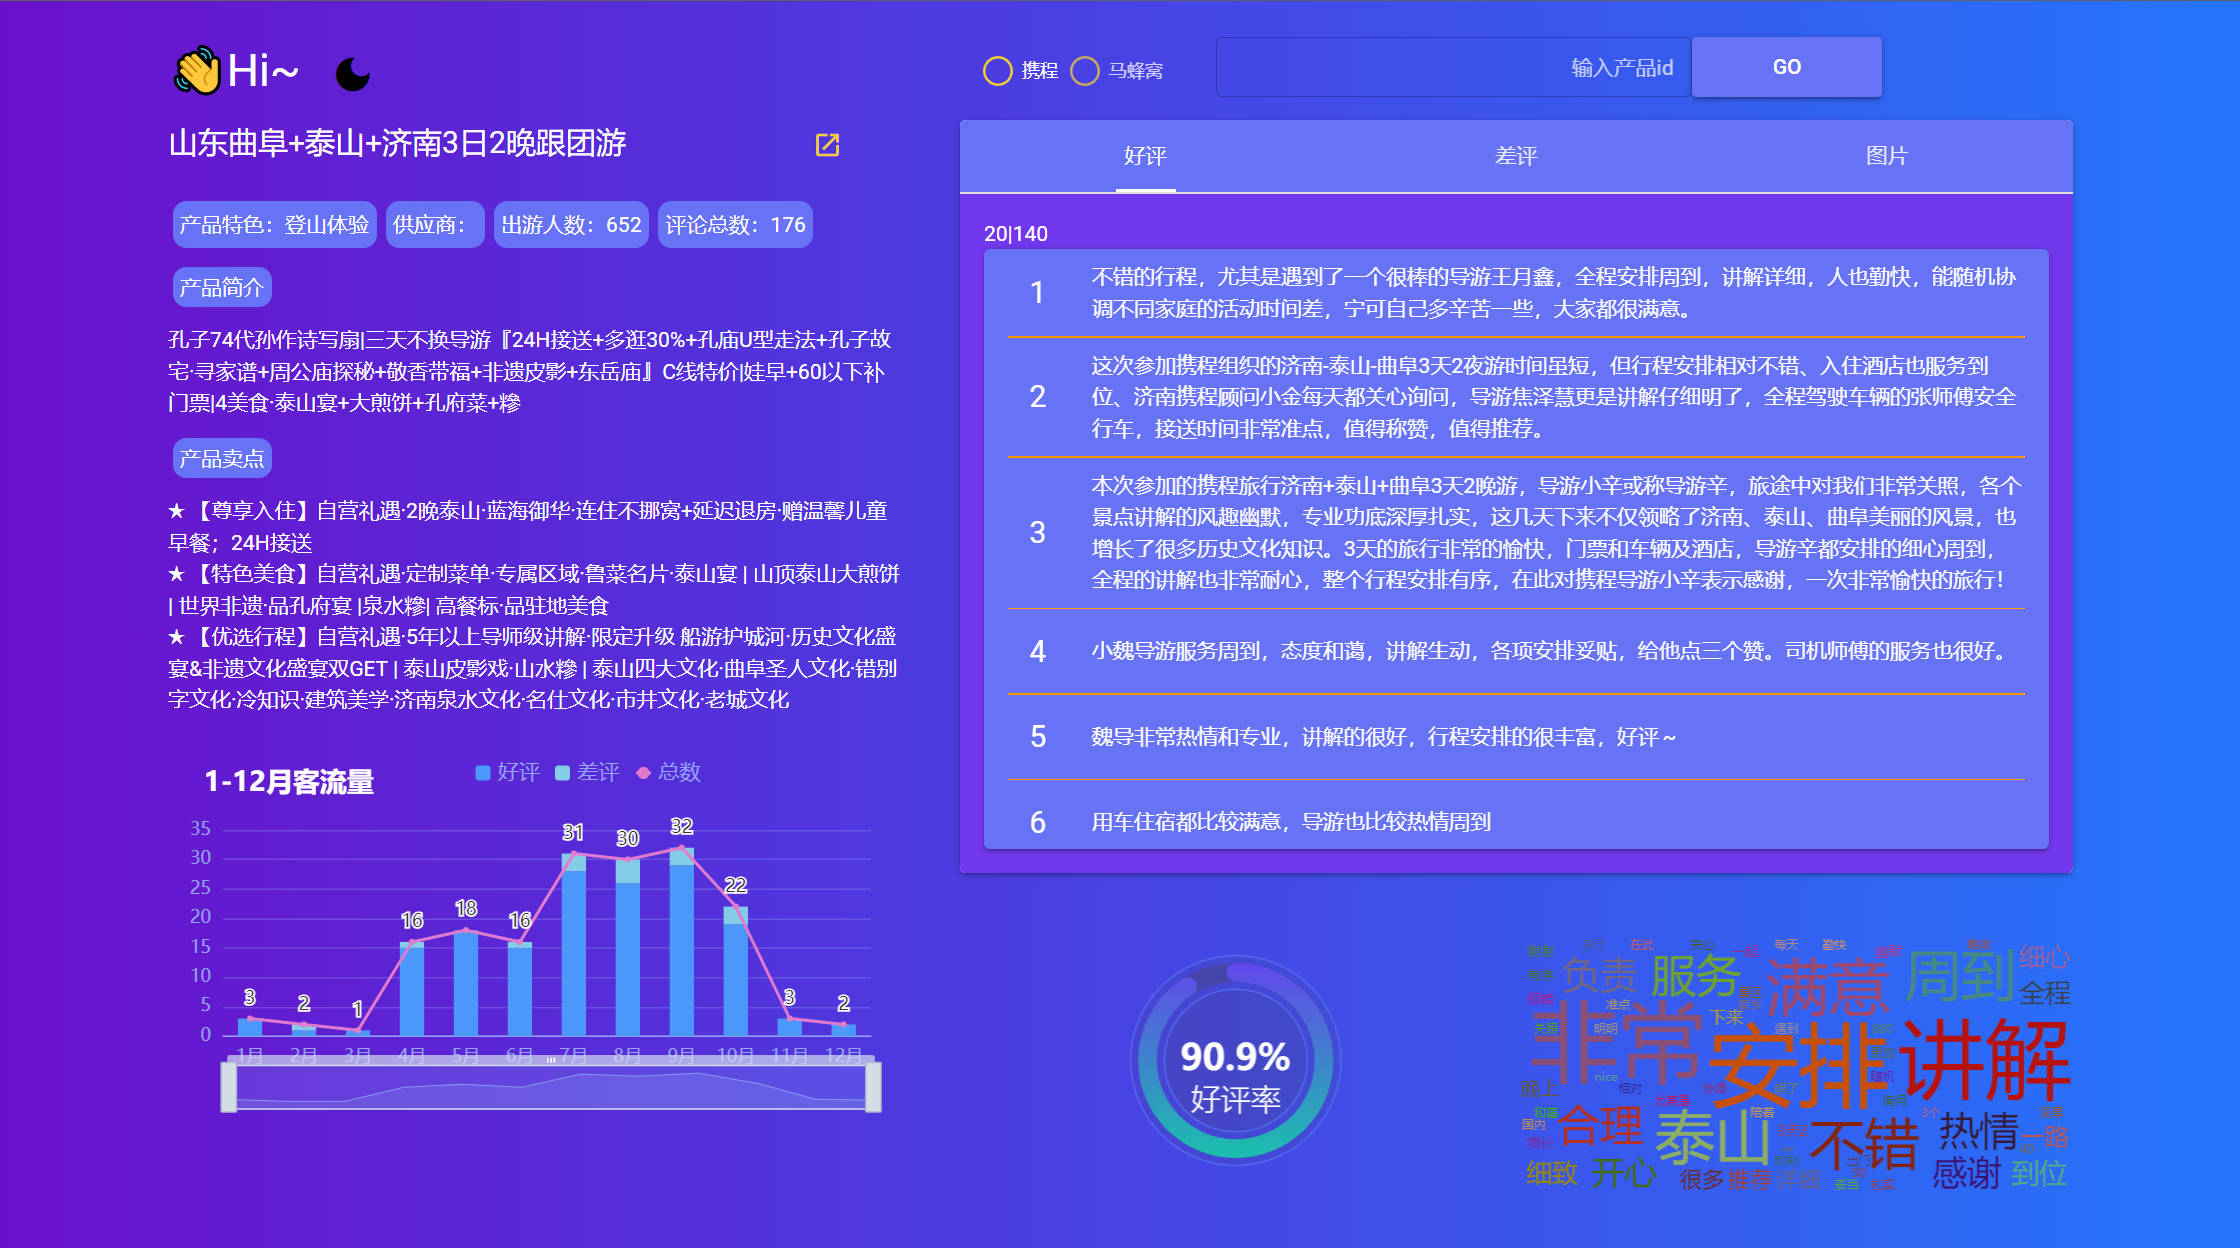 Hi~
携程 马蜂窝 输入产品id GO
山东曲阜+泰山+济南3日2晚跟团游
产品特色：登山体验 供应商： 出游人数：652 评论总数：176
产品简介
孔子74代孙作诗写扇|三天不换导游『24H接送+多逛30%+孔庙U型走法+孔子故
宅·寻家谱+周公庙探秘+敬香带福+非遗皮影+东岳庙』C线特价|娃早+60以下补
门票|4美食·泰山宴+大煎饼+孔府菜+糁
产品卖点
★ 【尊享入住】自营礼遇·2晚泰山·蓝海御华·连住不挪窝+延迟退房·赠温馨儿童
早餐；24H接送
★ 【特色美食】自营礼遇·定制菜单·专属区域·鲁菜名片·泰山宴 | 山顶泰山大煎饼
| 世界非遗·品孔府宴 |泉水糁| 高餐标·品驻地美食
★ 【优选行程】自营礼遇·5年以上导师级讲解·限定升级 船游护城河·历史文化盛
宴&非遗文化盛宴双GET | 泰山皮影戏·山水糁 | 泰山四大文化·曲阜圣人文化·错别
字文化·冷知识·建筑美学·济南泉水文化·名仕文化·市井文化·老城文化
好评 差评 图片
20|140
1 不错的行程，尤其是遇到了一个很棒的导游王月鑫，全程安排周到，讲解详细，人也勤快，能随机协
调不同家庭的活动时间差，宁可自己多辛苦一些，大家都很满意。
2 这次参加携程组织的济南-泰山-曲阜3天2夜游时间虽短，但行程安排相对不错、入住酒店也服务到
位、济南携程顾问小金每天都关心询问，导游焦泽慧更是讲解仔细明了，全程驾驶车辆的张师傅安全
行车，接送时间非常准点，值得称赞，值得推荐。
3 本次参加的携程旅行济南+泰山+曲阜3天2晚游，导游小辛或称导游辛，旅途中对我们非常关照，各个
景点讲解的风趣幽默，专业功底深厚扎实，这几天下来不仅领略了济南、泰山、曲阜美丽的风景，也
增长了很多历史文化知识。3天的旅行非常的愉快，门票和车辆及酒店，导游辛都安排的细心周到，
全程的讲解也非常耐心，整个行程安排有序，在此对携程导游小辛表示感谢，一次非常愉快的旅行！
4 小魏导游服务周到，态度和蔼，讲解生动，各项安排妥贴，给他点三个赞。司机师傅的服务也很好。
5 魏导非常热情和专业，讲解的很好，行程安排的很丰富，好评～
6 用车住宿都比较满意，导游也比较热情周到
1-12月客流量
好评 差评 总数
35
30
25
20
15
10
5
0
3 2 1 16 18 16 31 30 32 22 3 2
1月 2月 3月 4月 5月 6月 7月 8月 9月 10月 11月 12月
90.9%
好评率
在此 关心 一起 每天 勤快
负责 服务 满意 周到 细心
全程
准点 下来
非常 明明 遇到 安排 讲解
nice 相对
晚上
和蔼 陪着 3个
国内 合理 泰山 不错 热情 一路
细致 开心 很多 推荐 详细 感谢 到位